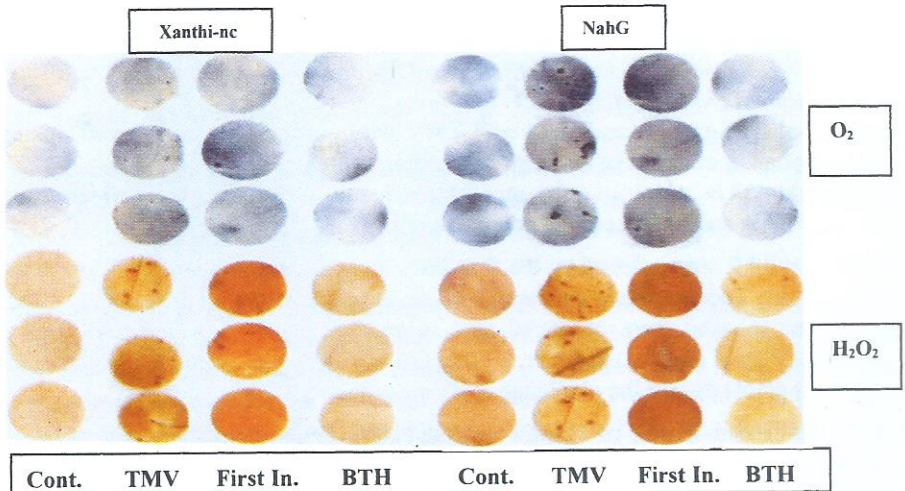 Xanthi-nc NahG
O₂
H₂O₂
Cont. TMV First In. BTH Cont. TMV First In. BTH